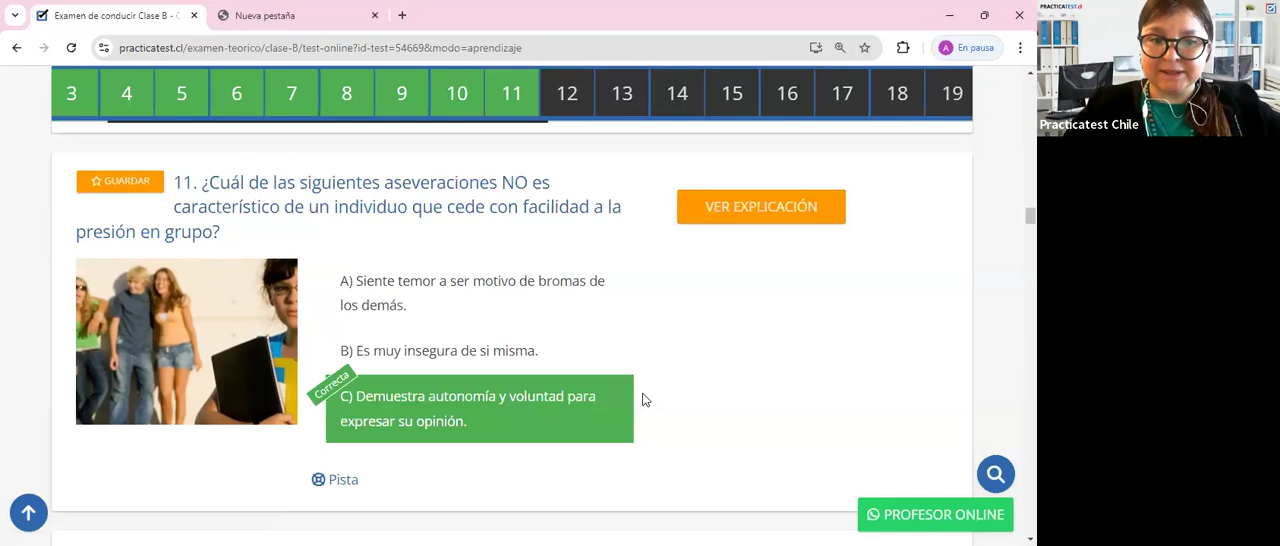 Examen de conducir Clase B - C
Nueva pestaña
practicatest.cl/examen-teorico/clase-B/test-online?id-test=54669&modo=aprendizaje
A En pausa
3 4 5 6 7 8 9 10 11 12 13 14 15 16 17 18 19
GUARDAR
11. ¿Cuál de las siguientes aseveraciones NO es
característico de un individuo que cede con facilidad a la
presión en grupo?
VER EXPLICACIÓN
A) Siente temor a ser motivo de bromas de
los demás.
B) Es muy insegura de si misma.
Correcta
C) Demuestra autonomía y voluntad para
expresar su opinión.
Pista
PROFESOR ONLINE
PRACTICATEST.cl
Practicatest Chile